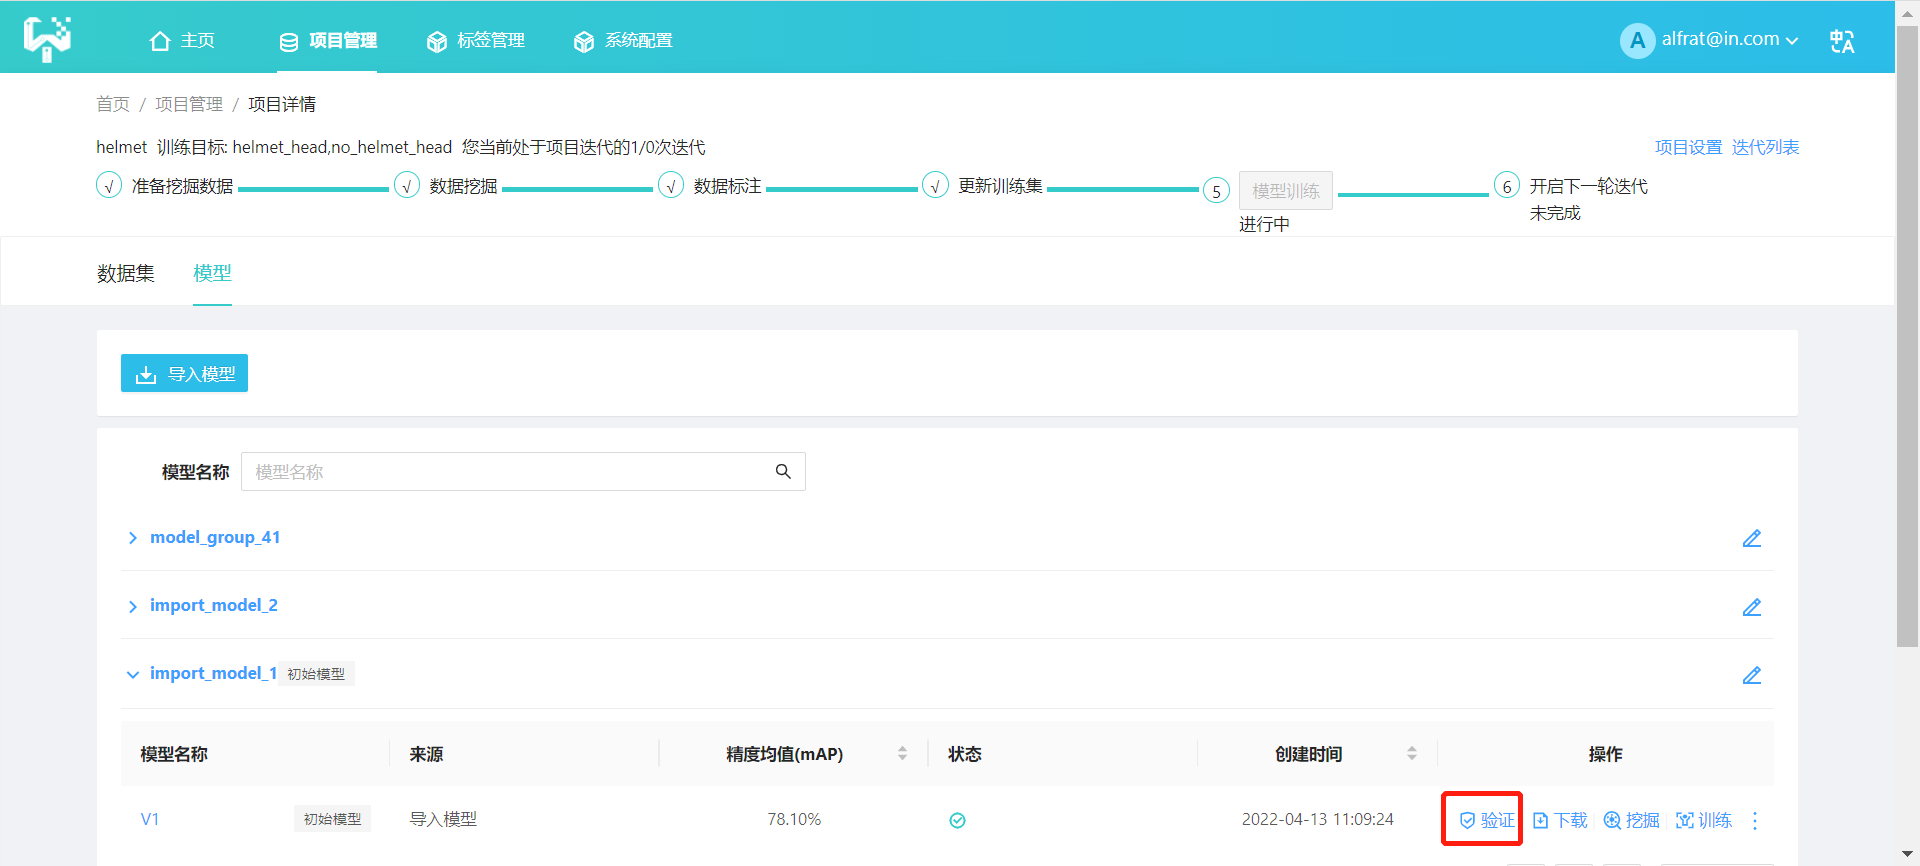 主页 项目管理 标签管理 系统配置 A alfrat@in.com 中A
首页 / 项目管理 / 项目详情
helmet 训练目标: helmet_head,no_helmet_head 您当前处于项目迭代的1/0次迭代 项目设置 迭代列表
√ 准备挖掘数据 √ 数据挖掘 √ 数据标注 √ 更新训练集 5 模型训练 6 开启下一轮迭代
进行中 未完成
数据集 模型
导入模型
模型名称 模型名称
model_group_41
import_model_2
import_model_1 初始模型
模型名称 来源 精度均值(mAP) 状态 创建时间 操作
V1 初始模型 导入模型 78.10% 2022-04-13 11:09:24 验证 下载 挖掘 训练